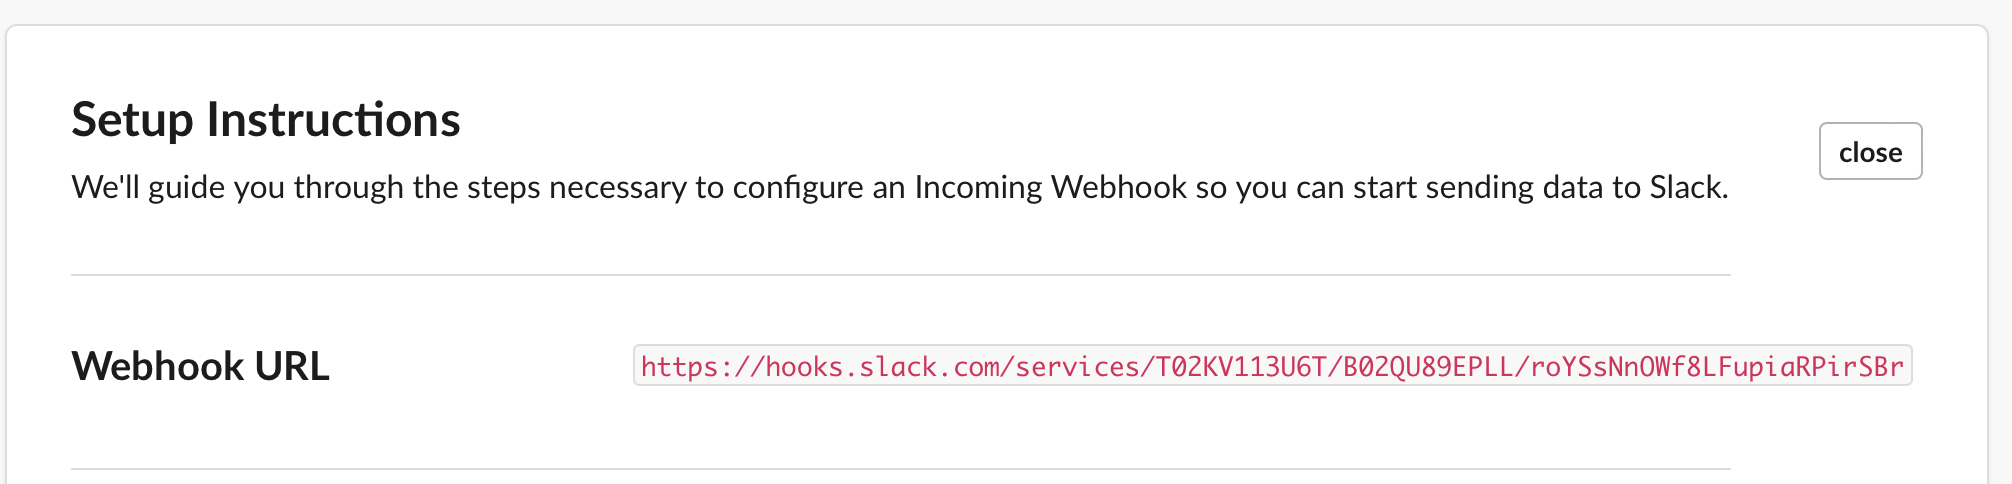 Setup Instructions
close
We'll guide you through the steps necessary to configure an Incoming Webhook so you can start sending data to Slack.
Webhook URL
https://hooks.slack.com/services/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